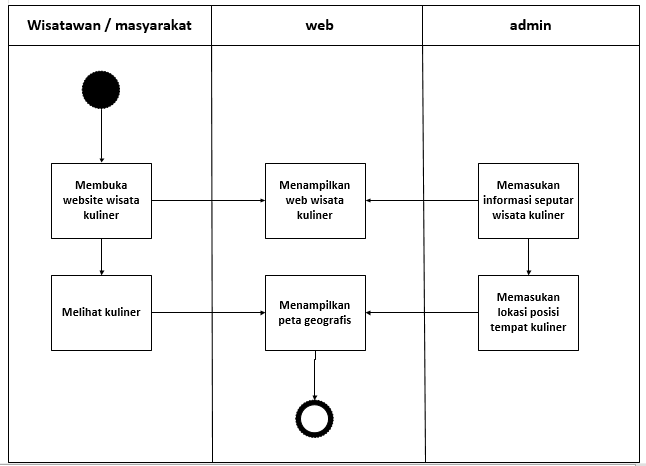 Wisatawan / masyarakat
web
admin
Membuka
website wisata
kuliner
Menampilkan
web wisata
kuliner
Memasukan
informasi seputar
wisata kuliner
Melihat kuliner
Menampilkan
peta geografis
Memasukan
lokasi posisi
tempat kuliner